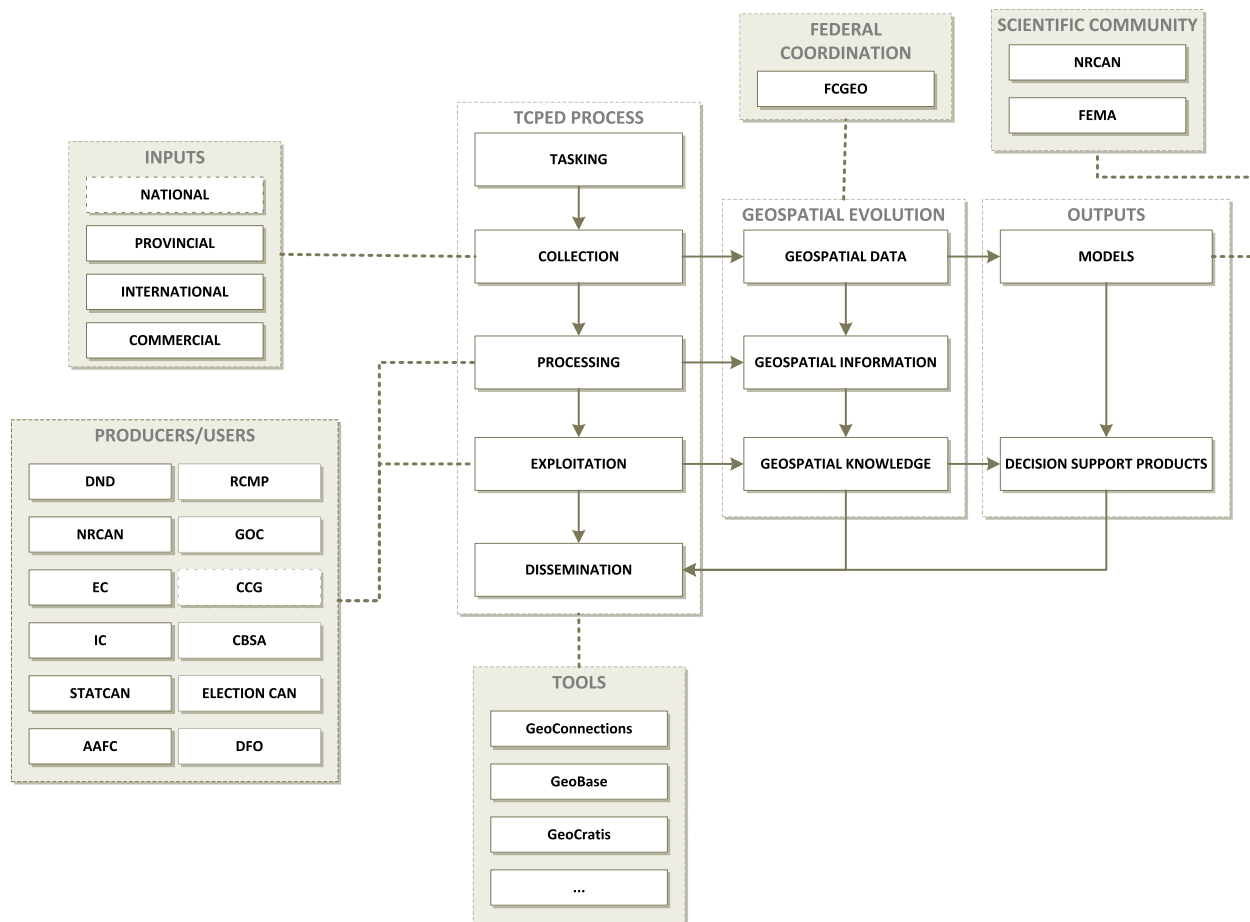 FEDERAL
COORDINATION
FCGEO
SCIENTIFIC COMMUNITY
NRCAN
FEMA
INPUTS
NATIONAL
PROVINCIAL
INTERNATIONAL
COMMERCIAL
TCPED PROCESS
TASKING
COLLECTION
PROCESSING
EXPLOITATION
DISSEMINATION
GEOSPATIAL EVOLUTION
GEOSPATIAL DATA
GEOSPATIAL INFORMATION
GEOSPATIAL KNOWLEDGE
OUTPUTS
MODELS
DECISION SUPPORT PRODUCTS
PRODUCERS/USERS
DND
RCMP
NRCAN
GOC
EC
CCG
IC
CBSA
STATCAN
ELECTION CAN
AAFC
DFO
TOOLS
GeoConnections
GeoBase
GeoCratis
...